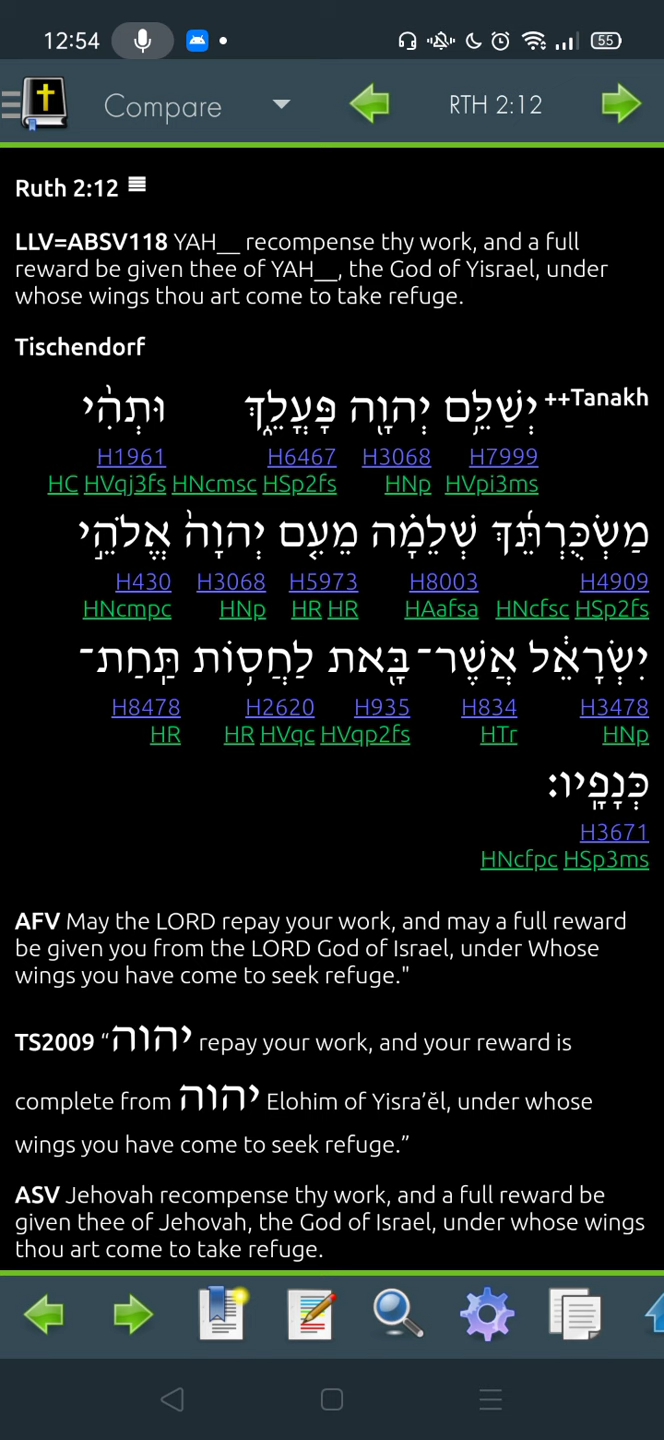 12:54
55
Compare
RTH 2:12
Ruth 2:12
LLV=ABSV118 YAH__ recompense thy work, and a full
reward be given thee of YAH__, the God of Yisrael, under
whose wings thou art come to take refuge.
Tischendorf
++Tanakh יְשַׁלֵּ֥ם יְהוָ֖ה פָּעֳלֵ֑ךְ וּתְהִ֨י
H1961 H6467 H3068 H7999
HC HVqj3fs HNcmsc HSp2fs HNp HVpi3ms
מַשְׂכֻּרְתֵּ֜ךְ שְׁלֵמָ֗ה מֵעִ֤ם יְהוָה֙ אֱלֹהֵ֣י
H430 H3068 H5973 H8003 H4909
HNcmpc HNp HR HR HAafsa HNcfsc HSp2fs
יִשְׂרָאֵ֔ל אֲשֶׁר־בָּ֖את לַחֲס֥וֹת תַּֽחַת־
H8478 H2620 H935 H834 H3478
HR HR HVqc HVqp2fs HTr HNp
כְּנָפָֽיו׃
H3671
HNcfpc HSp3ms
AFV May the LORD repay your work, and may a full reward
be given you from the LORD God of Israel, under Whose
wings you have come to seek refuge."
TS2009 “יהוה repay your work, and your reward is
complete from יהוה Elohim of Yisra’ĕl, under whose
wings you have come to seek refuge.”
ASV Jehovah recompense thy work, and a full reward be
given thee of Jehovah, the God of Israel, under whose wings
thou art come to take refuge.